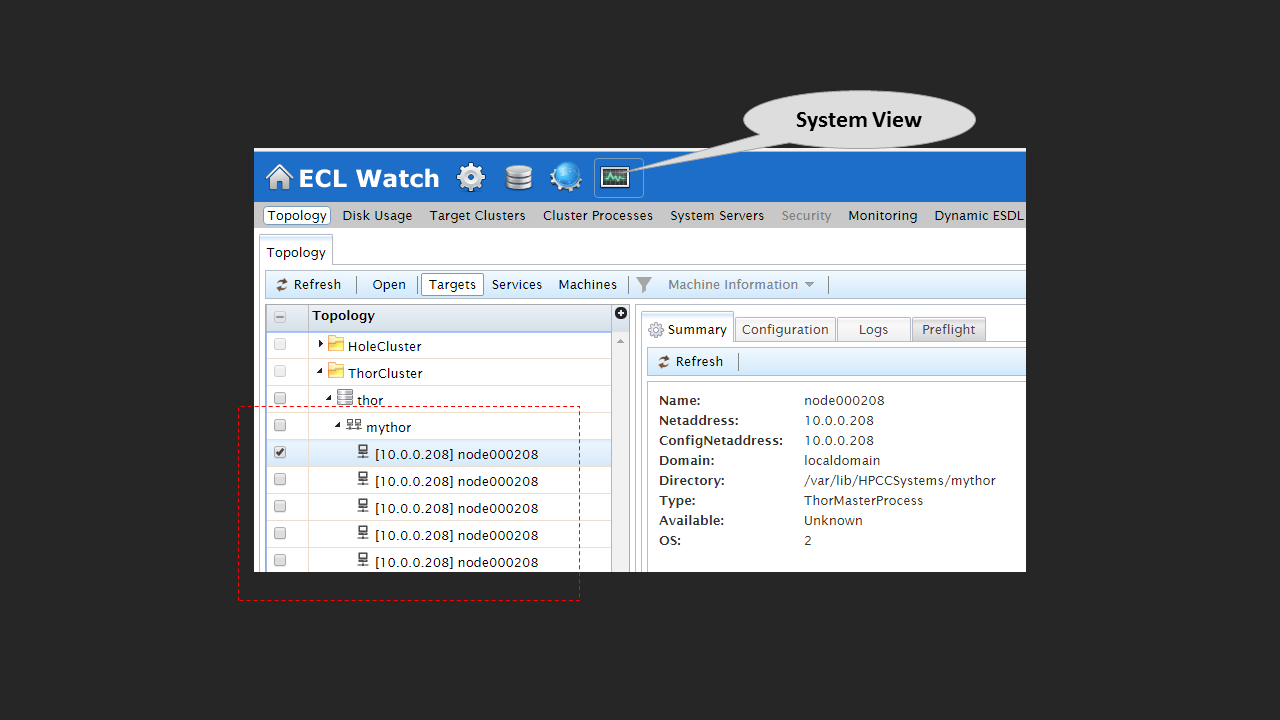 System View
ECL Watch
Topology Disk Usage Target Clusters Cluster Processes System Servers Security Monitoring Dynamic ESDL
Topology
Refresh Open Targets Services Machines Machine Information
Topology
HoleCluster
ThorCluster
thor
mythor
[10.0.0.208] node000208
[10.0.0.208] node000208
[10.0.0.208] node000208
[10.0.0.208] node000208
[10.0.0.208] node000208
Summary Configuration Logs Preflight
Refresh
Name: node000208
Netaddress: 10.0.0.208
ConfigNetaddress: 10.0.0.208
Domain: localdomain
Directory: /var/lib/HPCCSystems/mythor
Type: ThorMasterProcess
Available: Unknown
OS: 2